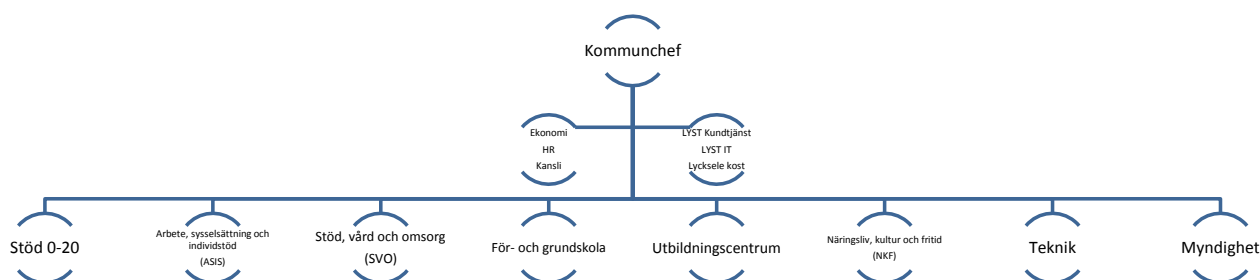 Kommunchef
Ekonomi
HR
Kansli
LYST Kundtjänst
LYST IT
Lycksele kost
Stöd 0-20
Arbete, sysselsättning och
individstöd
(ASIS)
Stöd, vård och omsorg
(SVO)
För- och grundskola
Utbildningscentrum
Näringsliv, kultur och fritid
(NKF)
Teknik
Myndighet